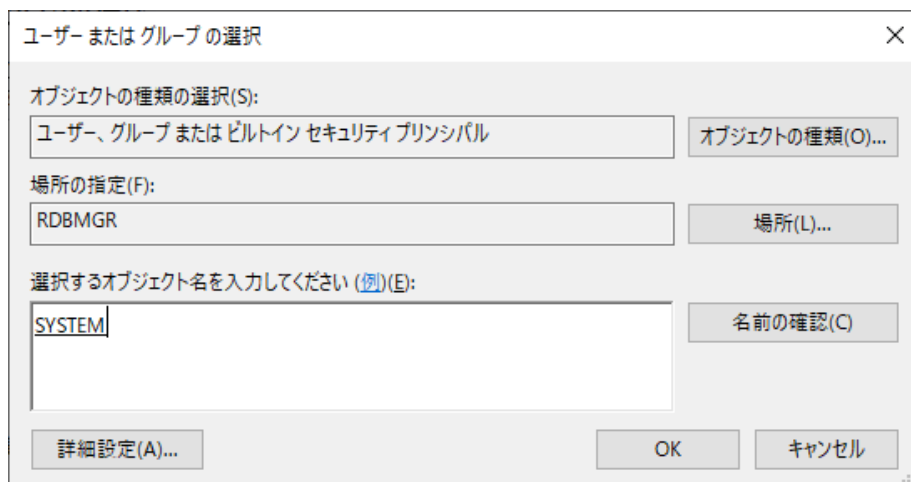 ユーザー または グループ の選択
オブジェクトの種類の選択(S):
ユーザー、グループ または ビルトイン セキュリティ プリンシパル
オブジェクトの種類(O)...
場所の指定(F):
RDBMGR
場所(L)...
選択するオブジェクト名を入力してください (例)(E):
SYSTEM
名前の確認(C)
詳細設定(A)...
OK
キャンセル